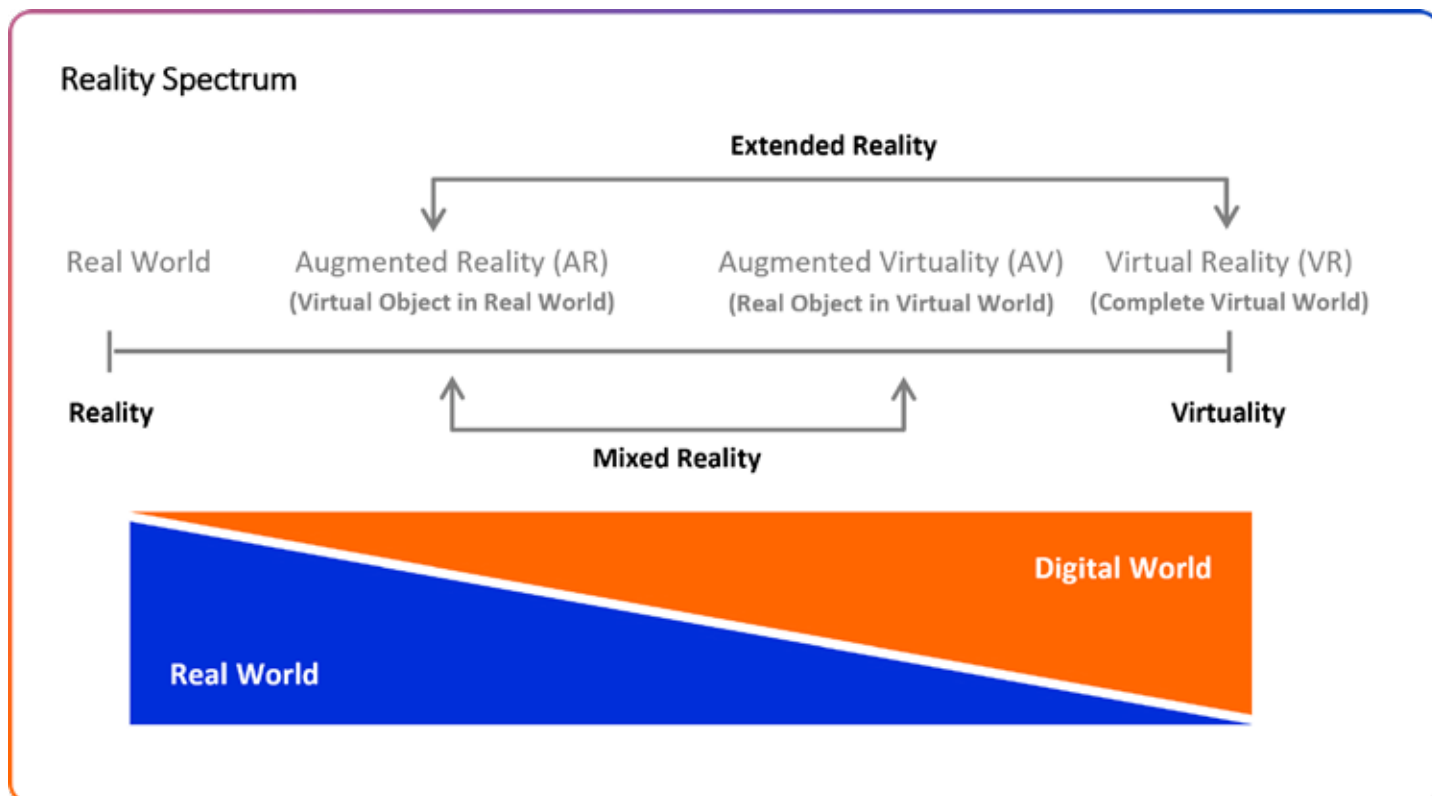 Reality Spectrum
Extended Reality
Real World
Augmented Reality (AR)
(Virtual Object in Real World)
Augmented Virtuality (AV)
(Real Object in Virtual World)
Virtual Reality (VR)
(Complete Virtual World)
Reality
Virtuality
Mixed Reality
Digital World
Real World